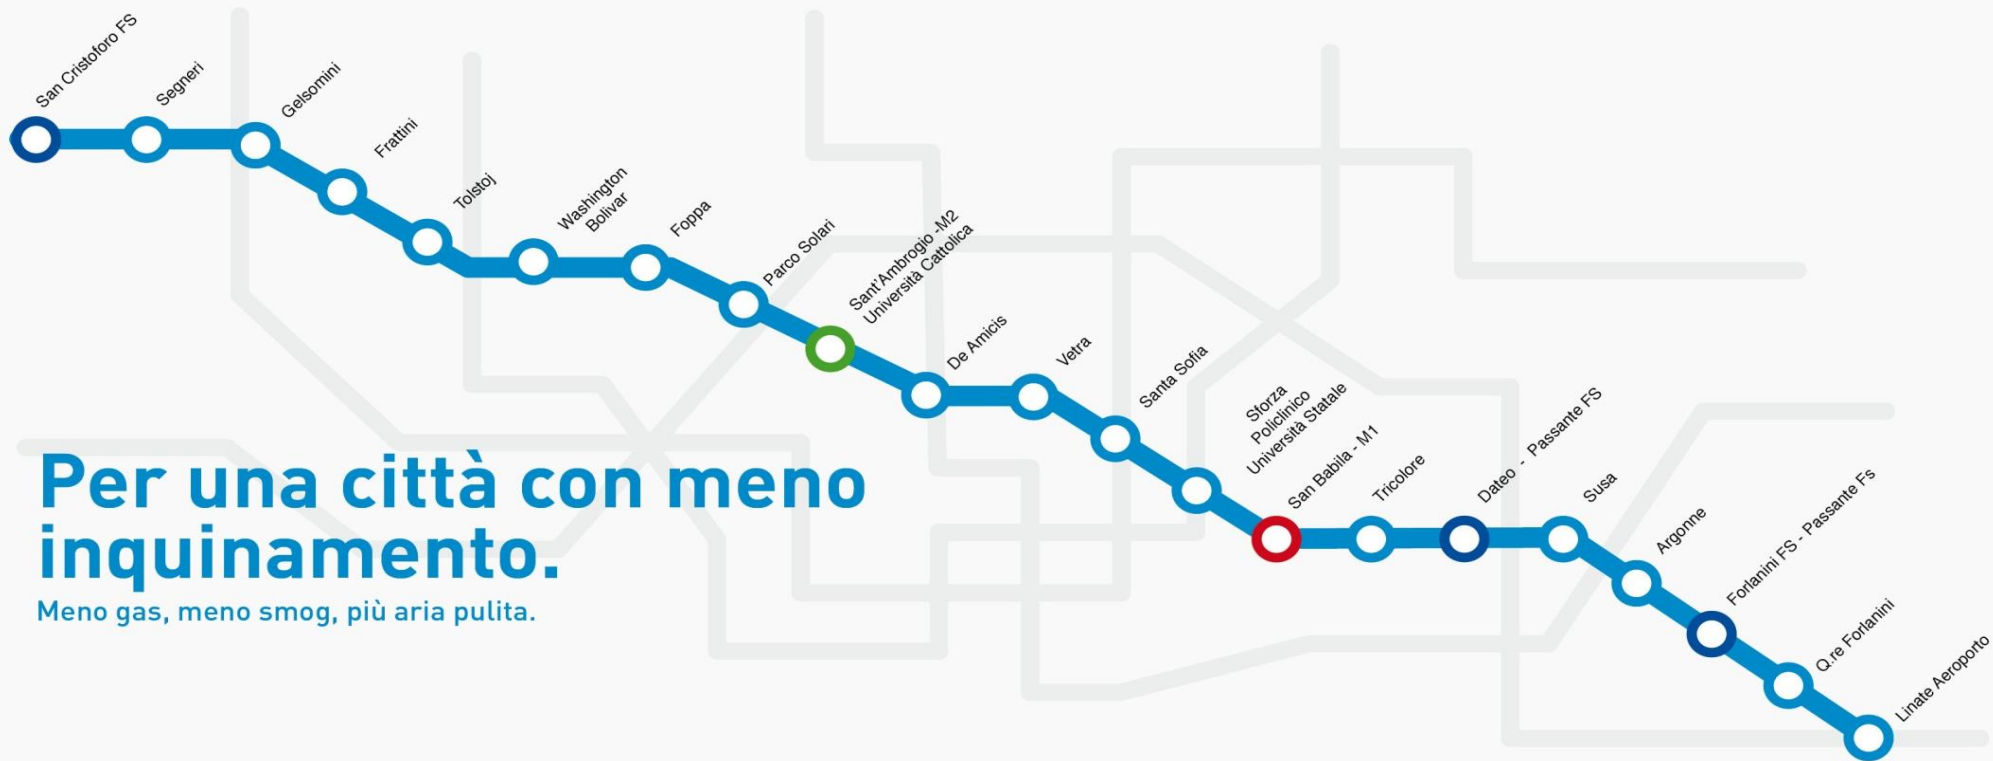 San Cristoforo FS
Segneri
Gelsomini
Frattini
Tolstoj
Washington
Bolivar
Foppa
Parco Solari
Sant'Ambrogio -M2
Università Cattolica
De Amicis
Vetra
Santa Sofia
Sforza
Policlinico
Università Statale
San Babila - M1
Tricolore
Dateo - Passante FS
Susa
Argonne
Forlanini FS - Passante Fs
Q.re Forlanini
Linate Aeroporto
Per una città con meno
inquinamento.
Meno gas, meno smog, più aria pulita.